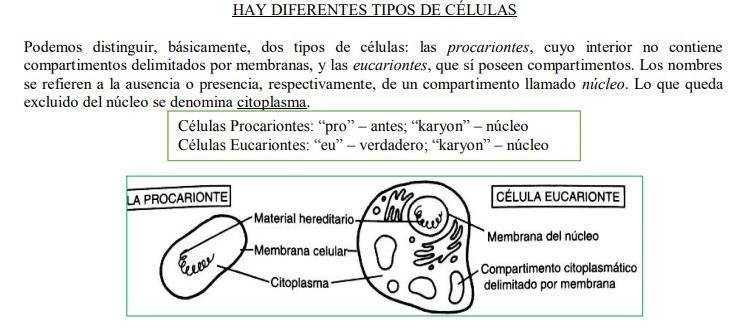 HAY DIFERENTES TIPOS DE CÉLULAS
Podemos distinguir, básicamente, dos tipos de células: las procariontes, cuyo interior no contiene
compartimentos delimitados por membranas, y las eucariontes, que sí poseen compartimentos. Los nombres
se refieren a la ausencia o presencia, respectivamente, de un compartimento llamado núcleo. Lo que queda
excluido del núcleo se denomina citoplasma.
Células Procariontes: “pro” – antes; “karyon” – núcleo
Células Eucariontes: “eu” – verdadero; “karyon” – núcleo
LA PROCARIONTE
CÉLULA EUCARIONTE
Material hereditario
Membrana celular
Citoplasma
Membrana del núcleo
Compartimento citoplasmático
delimitado por membrana